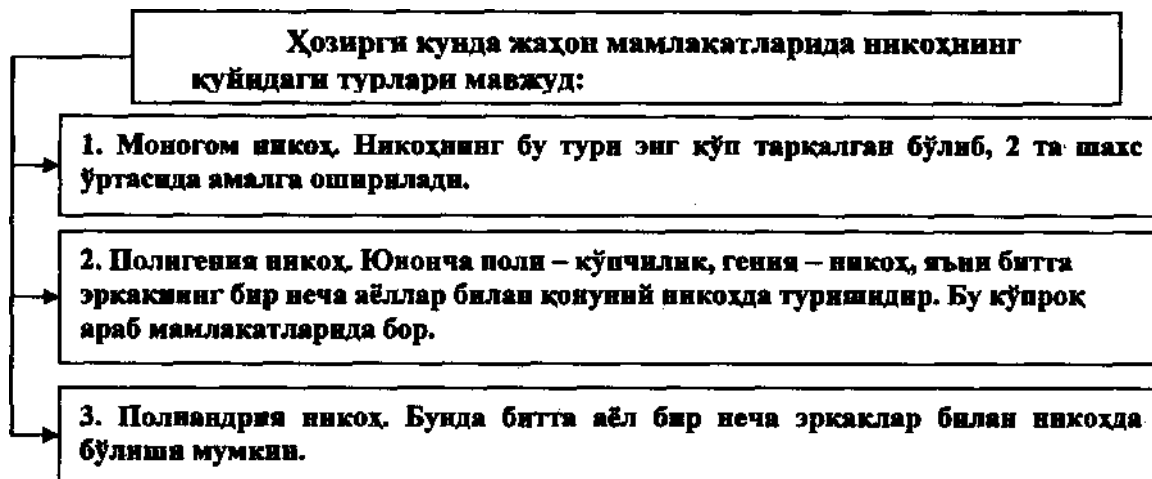 Ҳозирги кунда жаҳон мамлакатларида никоҳнинг
қуйидаги турлари мавжуд:
1. Моногом никоҳ. Никоҳнинг бу тури энг кўп тарқалган бўлиб, 2 та шахс
ўртасида амалга оширилади.
2. Полигения никоҳ. Юнонча поли – кўпчилик, гения – никоҳ, яъни битта
эркакнинг бир неча аёллар билан қонуний никоҳда туришидир. Бу кўпроқ
араб мамлакатларида бор.
3. Полиандрия никоҳ. Бунда битта аёл бир неча эркаклар билан никоҳда
бўлиши мумкин.